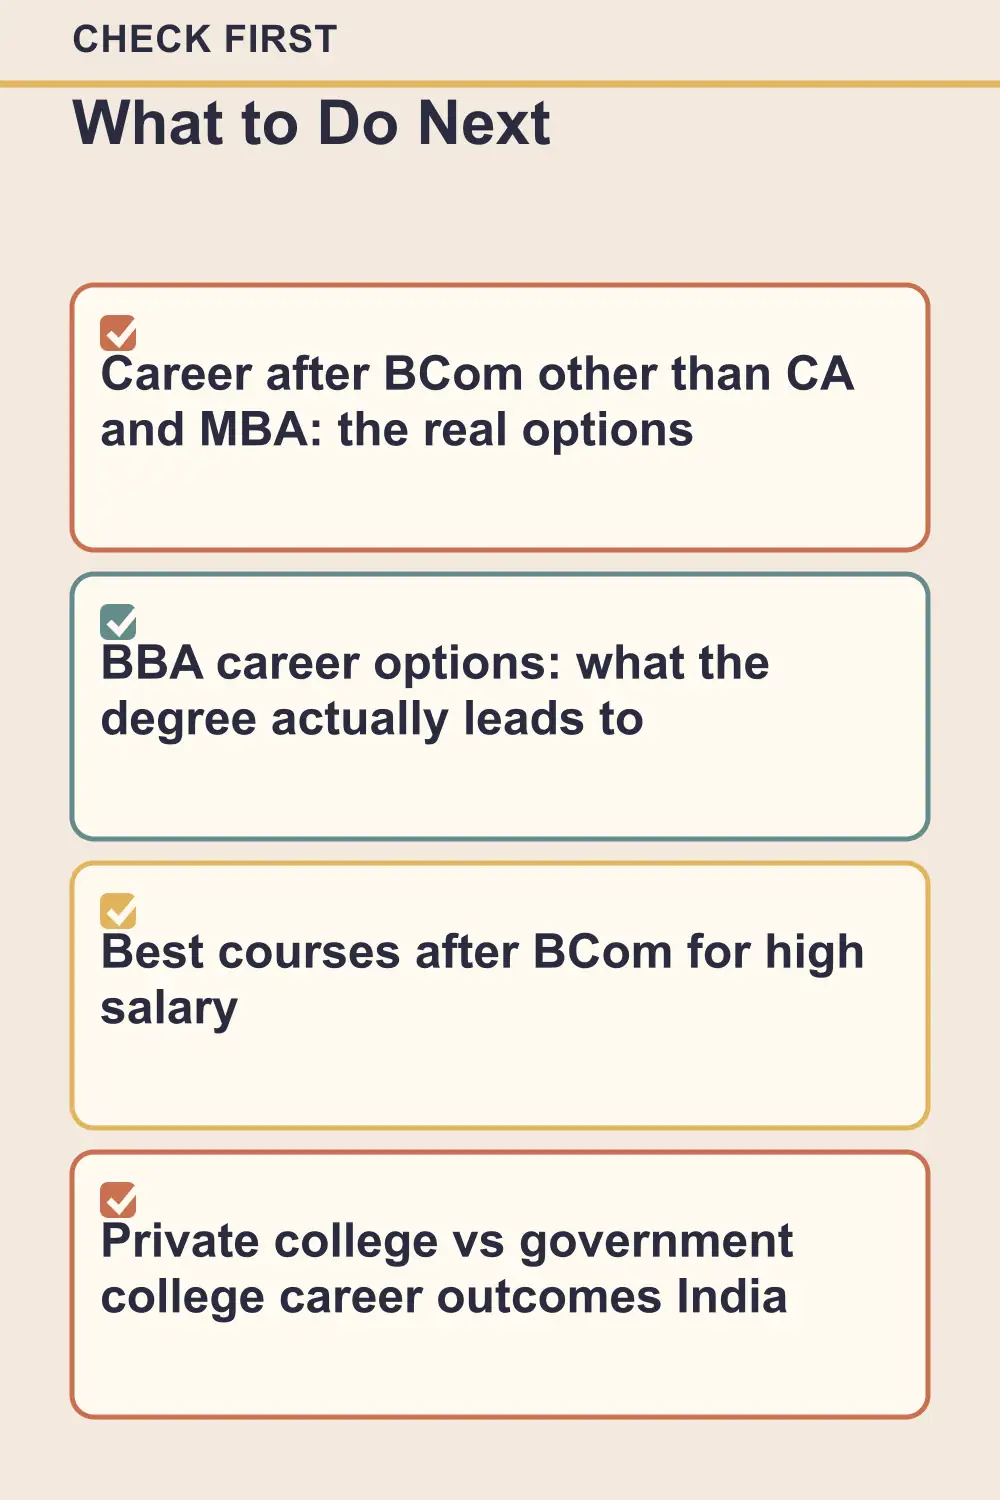 CHECK FIRST
What to Do Next
Career after BCom other than CA
and MBA: the real options
BBA career options: what the
degree actually leads to
Best courses after BCom for high
salary
Private college vs government
college career outcomes India